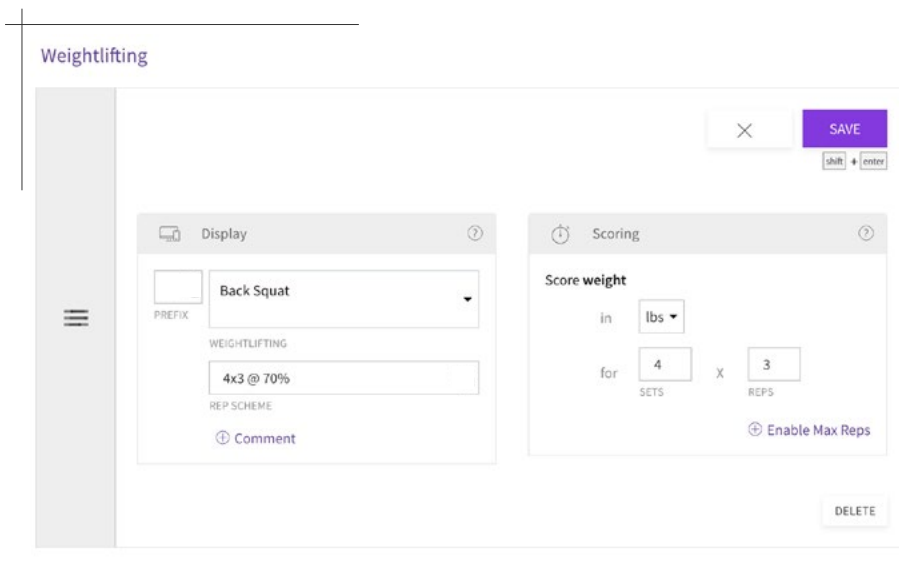 Weightlifting
SAVE
shift + enter
Display
Scoring
Back Squat
PREFIX
WEIGHTLIFTING
4x3 @ 70%
REP SCHEME
Comment
Score weight
in lbs
for 4 X 3
SETS REPS
Enable Max Reps
DELETE